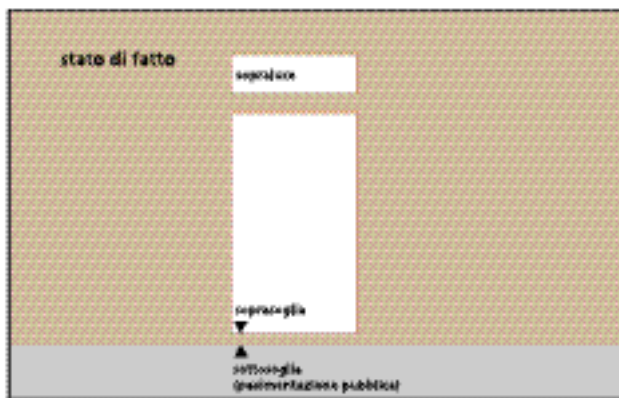 stato di fatto
sopraluce
soprasoglia
sottosoglia
(pavimentazione pubblica)